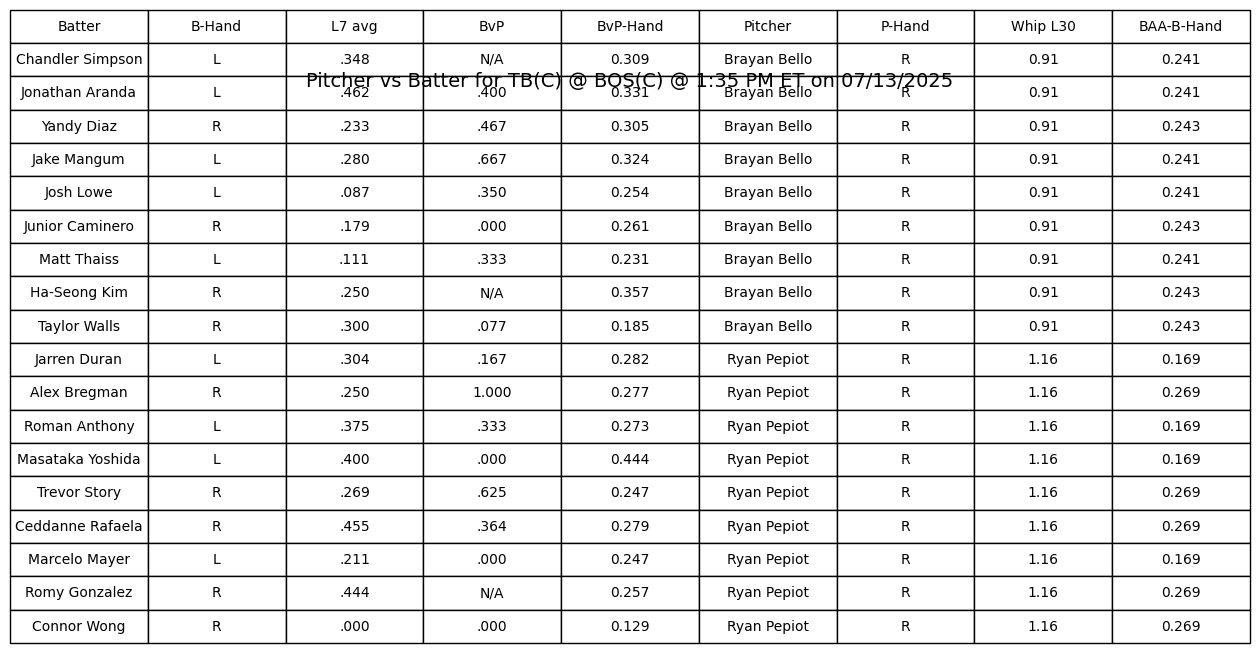 Batter B-Hand L7 avg BvP BvP-Hand Pitcher P-Hand Whip L30 BAA-B-Hand
Chandler Simpson L .348 N/A 0.309 Brayan Bello R 0.91 0.241
Pitcher vs Batter for TB(C) @ BOS(C) @ 1:35 PM ET on 07/13/2025
Jonathan Aranda L .462 .400 0.331 Brayan Bello R 0.91 0.241
Yandy Diaz R .233 .467 0.305 Brayan Bello R 0.91 0.243
Jake Mangum L .280 .667 0.324 Brayan Bello R 0.91 0.241
Josh Lowe L .087 .350 0.254 Brayan Bello R 0.91 0.241
Junior Caminero R .179 .000 0.261 Brayan Bello R 0.91 0.243
Matt Thaiss L .111 .333 0.231 Brayan Bello R 0.91 0.241
Ha-Seong Kim R .250 N/A 0.357 Brayan Bello R 0.91 0.243
Taylor Walls R .300 .077 0.185 Brayan Bello R 0.91 0.243
Jarren Duran L .304 .167 0.282 Ryan Pepiot R 1.16 0.169
Alex Bregman R .250 1.000 0.277 Ryan Pepiot R 1.16 0.269
Roman Anthony L .375 .333 0.273 Ryan Pepiot R 1.16 0.169
Masataka Yoshida L .400 .000 0.444 Ryan Pepiot R 1.16 0.169
Trevor Story R .269 .625 0.247 Ryan Pepiot R 1.16 0.269
Ceddanne Rafaela R .455 .364 0.279 Ryan Pepiot R 1.16 0.269
Marcelo Mayer L .211 .000 0.247 Ryan Pepiot R 1.16 0.169
Romy Gonzalez R .444 N/A 0.257 Ryan Pepiot R 1.16 0.269
Connor Wong R .000 .000 0.129 Ryan Pepiot R 1.16 0.269